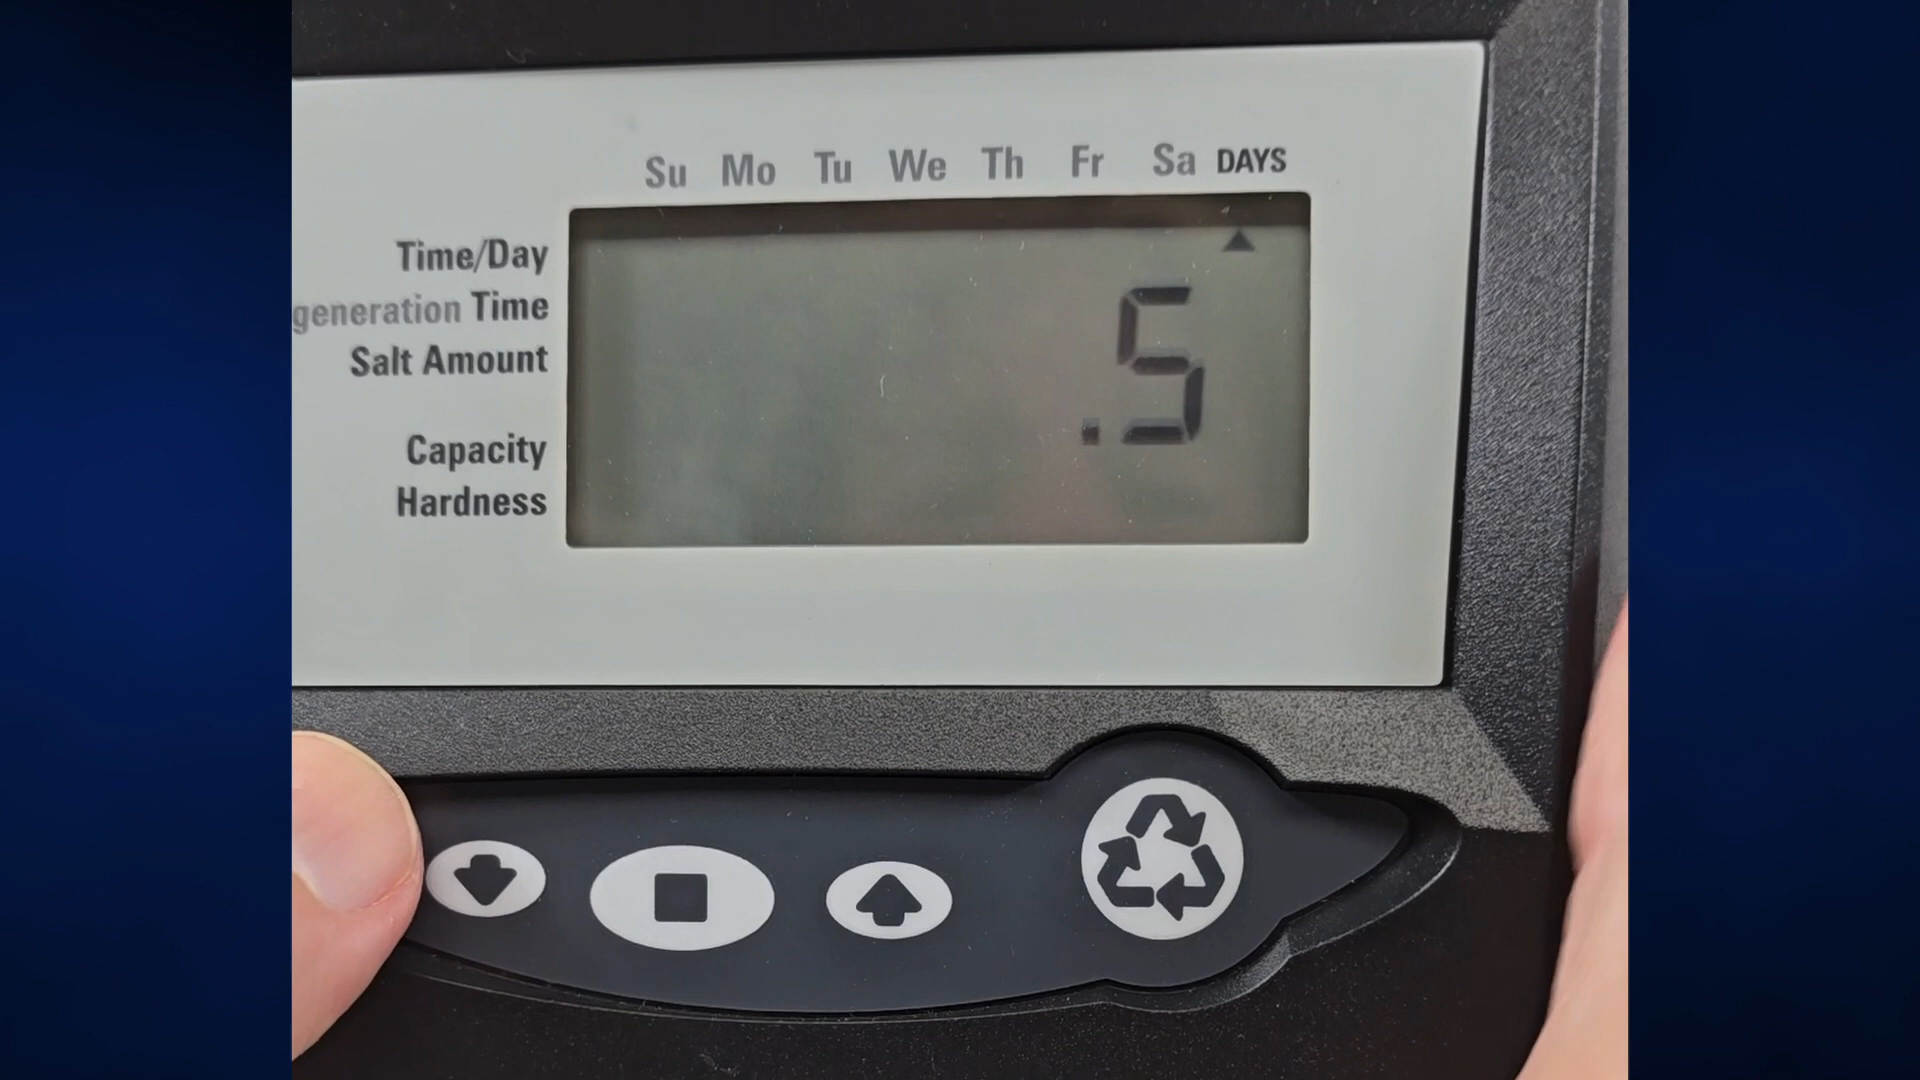 Su Mo Tu We Th Fr Sa DAYS
Time/Day
generation Time
Salt Amount
.5
Capacity
Hardness